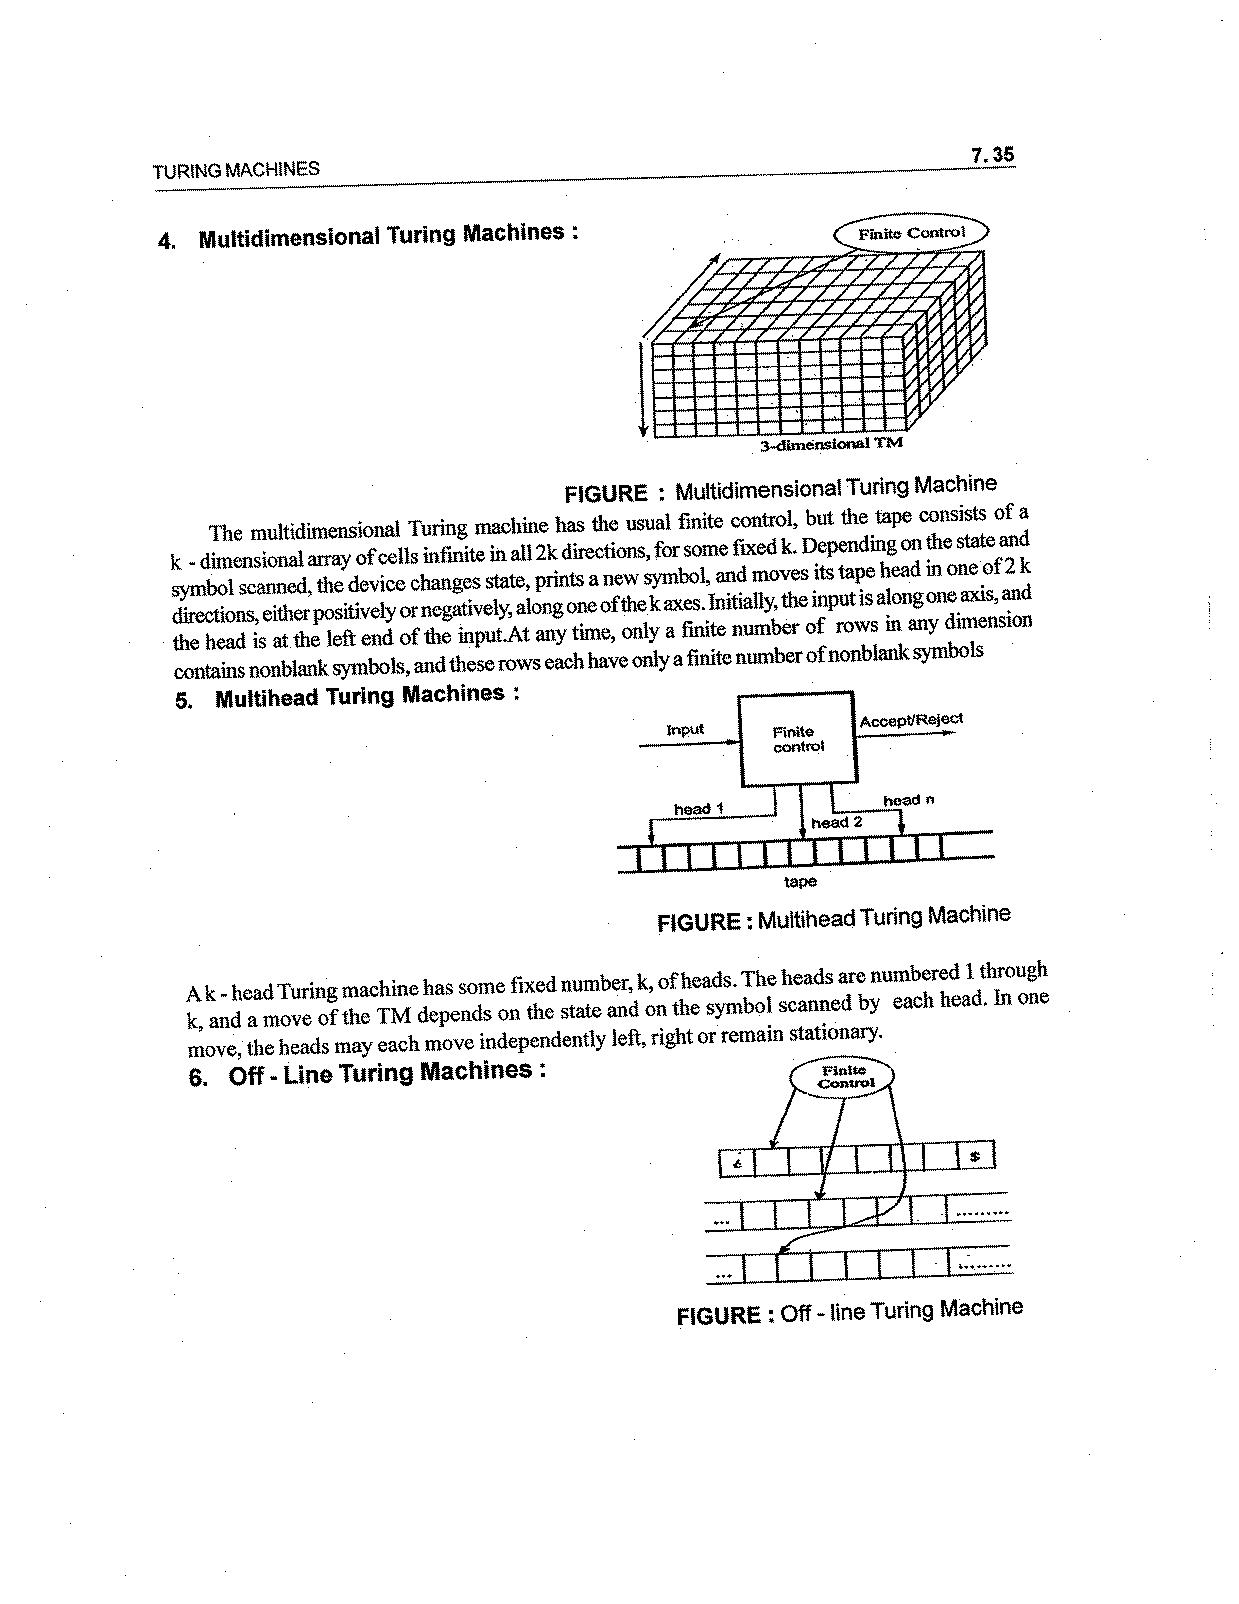 TURING MACHINES 7.35
4. Multidimensional Turing Machines :
Finite Control
3-dimensional TM
FIGURE : Multidimensional Turing Machine
The multidimensional Turing machine has the usual finite control, but the tape consists of a
k - dimensional array of cells infinite in all 2k directions, for some fixed k. Depending on the state and
symbol scanned, the device changes state, prints a new symbol, and moves its tape head in one of 2 k
directions, either positively or negatively, along one of the k axes. Initially, the input is along one axis, and
the head is at the left end of the input.At any time, only a finite number of rows in any dimension
contains nonblank symbols, and these rows each have only a finite number of nonblank symbols
5. Multihead Turing Machines :
Input
Finite
control
Accept/Reject
head 1
head 2
head n
tape
FIGURE : Multihead Turing Machine
A k - head Turing machine has some fixed number, k, of heads. The heads are numbered 1 through
k, and a move of the TM depends on the state and on the symbol scanned by each head. In one
move, the heads may each move independently left, right or remain stationary.
6. Off - Line Turing Machines :
Finite
Control
$
... .........
... .........
FIGURE : Off - line Turing Machine